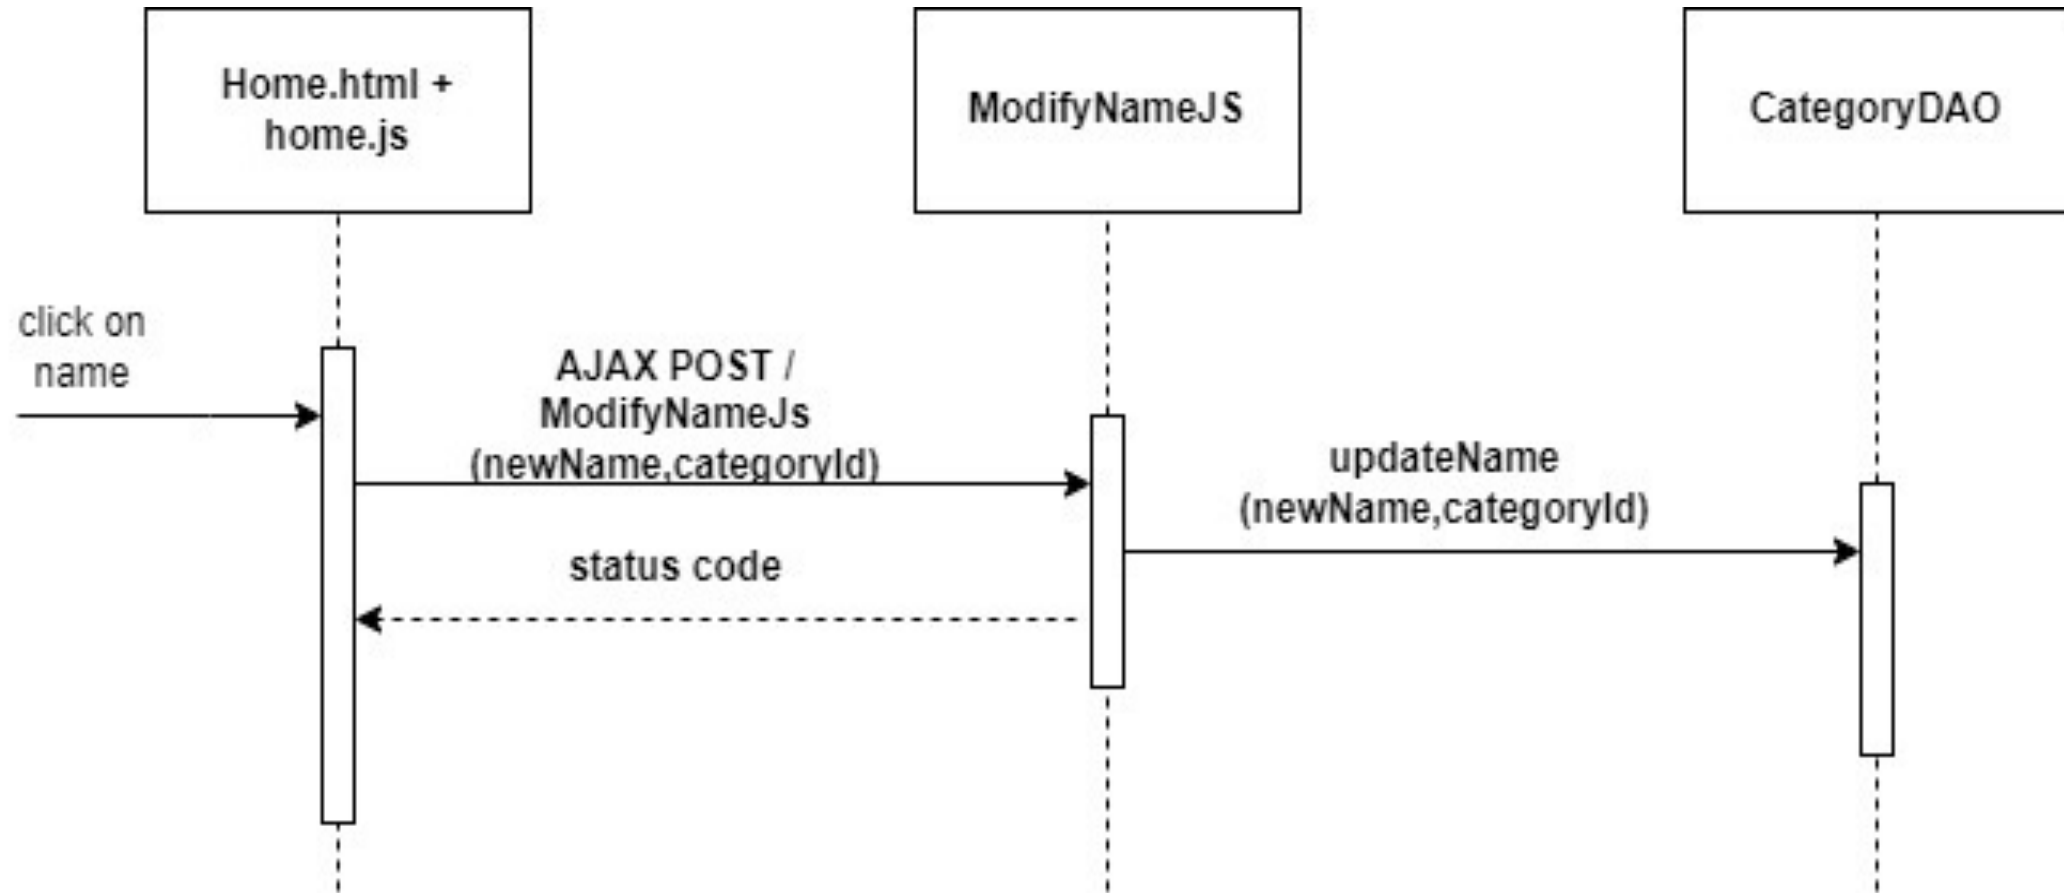 Home.html +
home.js
ModifyNameJS
CategoryDAO
click on
name
AJAX POST /
ModifyNameJs
(newName,categoryId)
updateName
(newName,categoryId)
status code